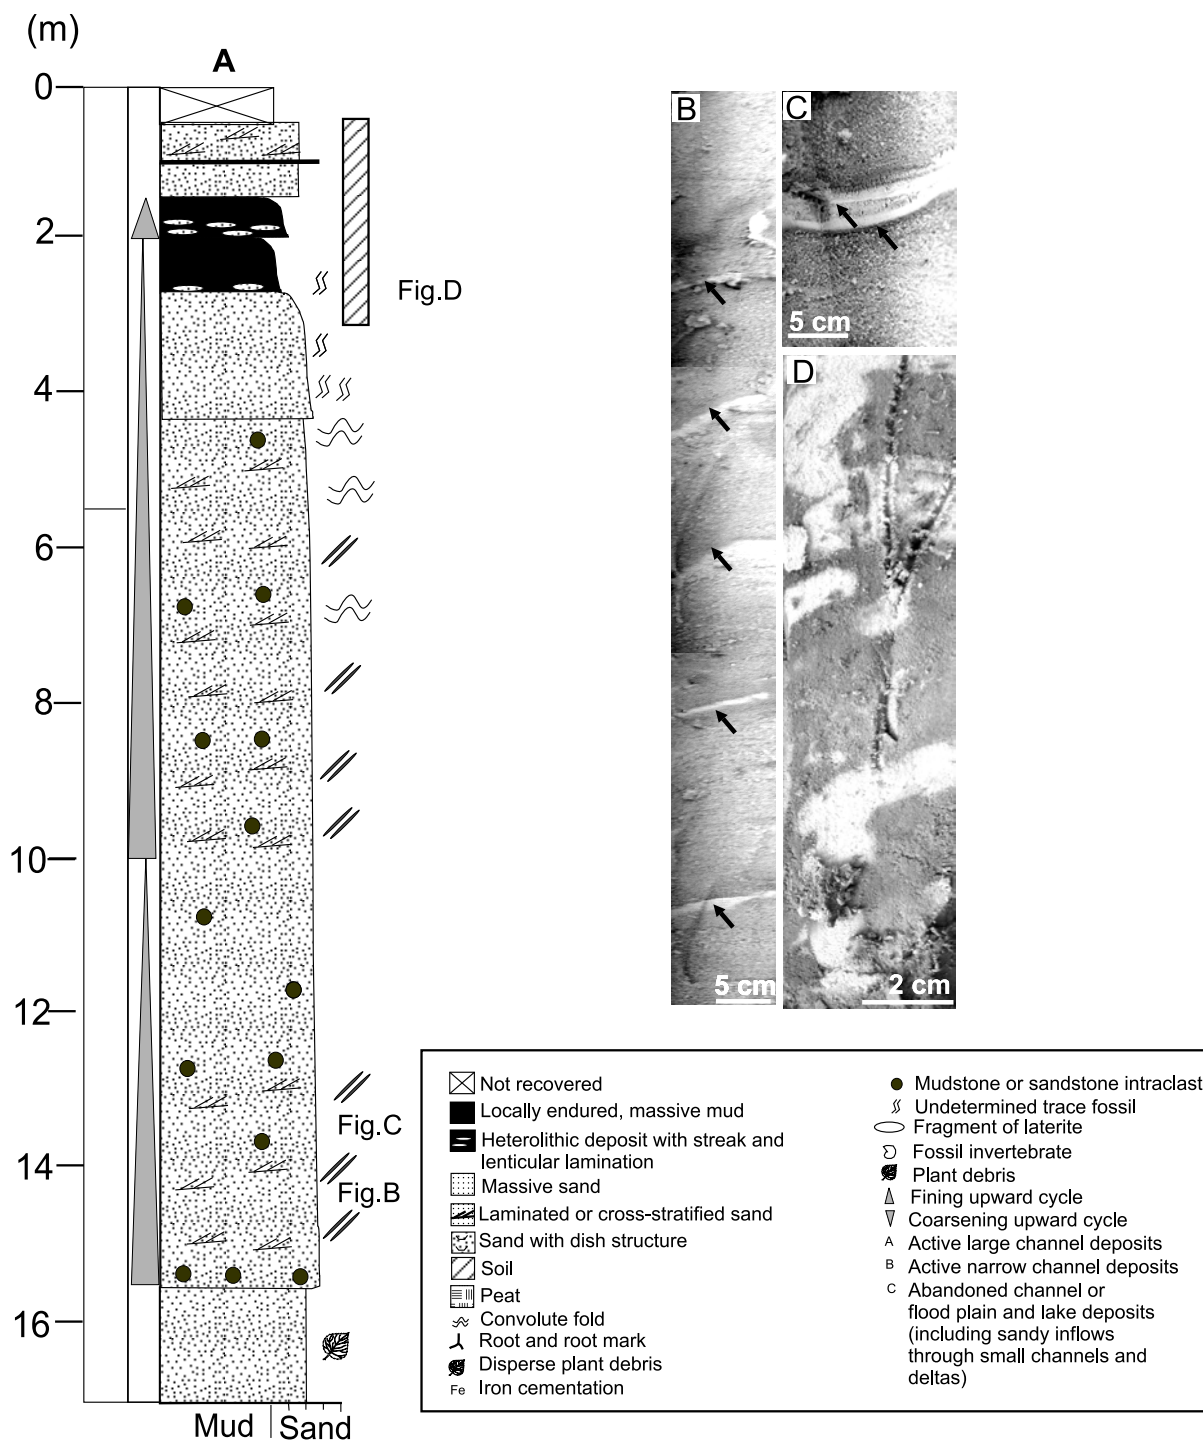 (m)
A
0
2
4
6
8
10
12
14
16
Fig.D
Fig.C
Fig.B
Mud
Sand
B
5 cm
C
5 cm
D
2 cm
Not recovered
Locally endured, massive mud
Heterolithic deposit with streak and
lenticular lamination
Massive sand
Laminated or cross-stratified sand
Sand with dish structure
Soil
Peat
Convolute fold
Root and root mark
Disperse plant debris
Fe Iron cementation
Mudstone or sandstone intraclast
Undetermined trace fossil
Fragment of laterite
Fossil invertebrate
Plant debris
Fining upward cycle
Coarsening upward cycle
A Active large channel deposits
B Active narrow channel deposits
C Abandoned channel or
flood plain and lake deposits
(including sandy inflows
through small channels and
deltas)